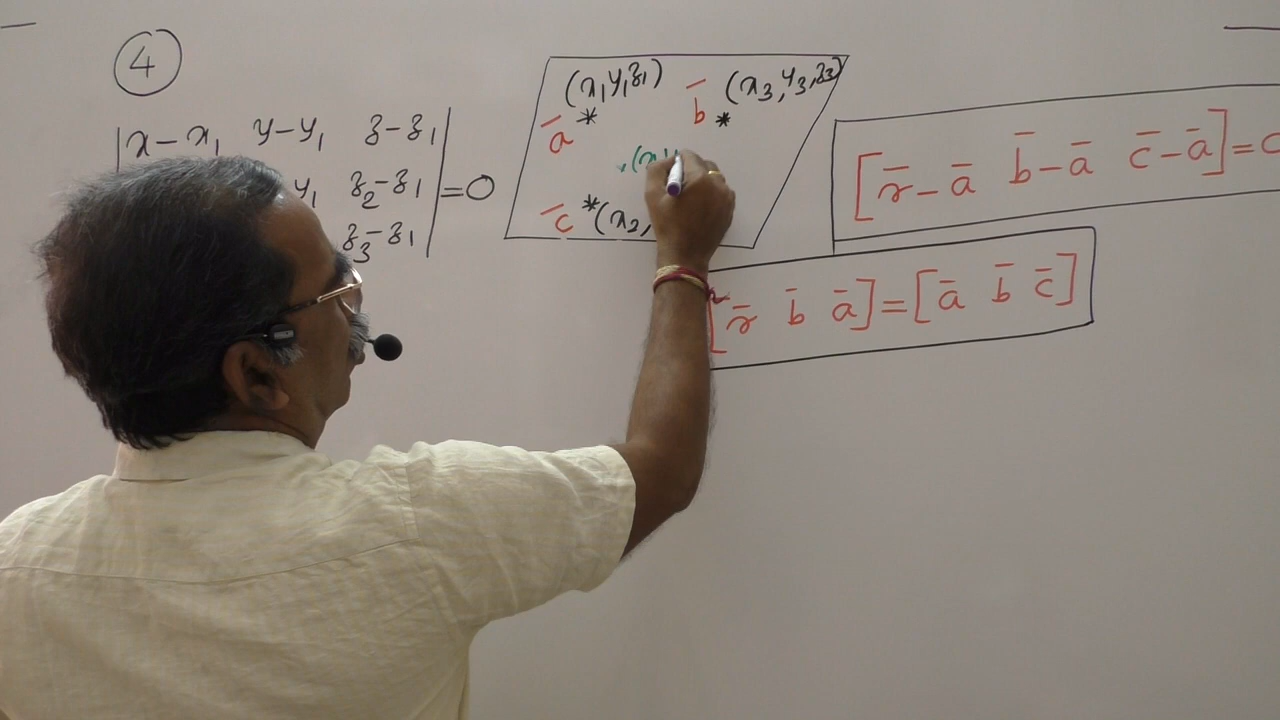 4
| x - x₁ y - y₁ z - z₁ |
y₁ z₂ - z₁ | = 0
z₃ - z₁ |
(x₁ y₁ z₁) b̄ (x₃, y₃, z₃)
ā * *
.(x y
c̄ * (x₂,
[r̄ - ā b̄ - ā c̄ - ā] =
[r̄ b̄ ā] = [ā b̄ c̄]